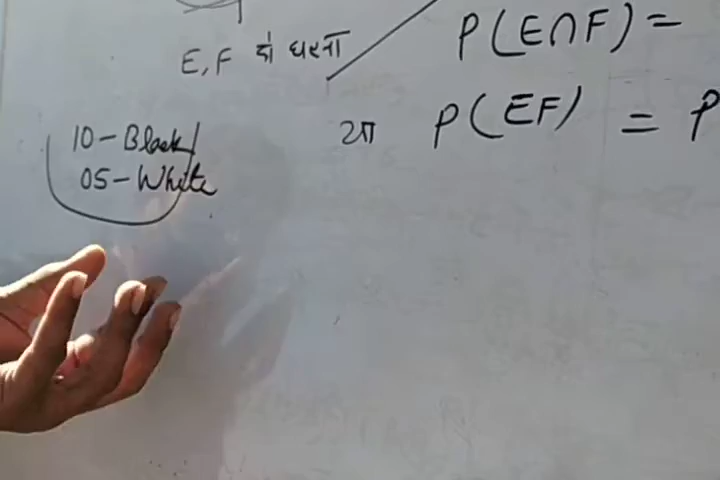 E, F दो घटना
P(E∩F) =
10 - Black
05 - White
या P(EF) = P